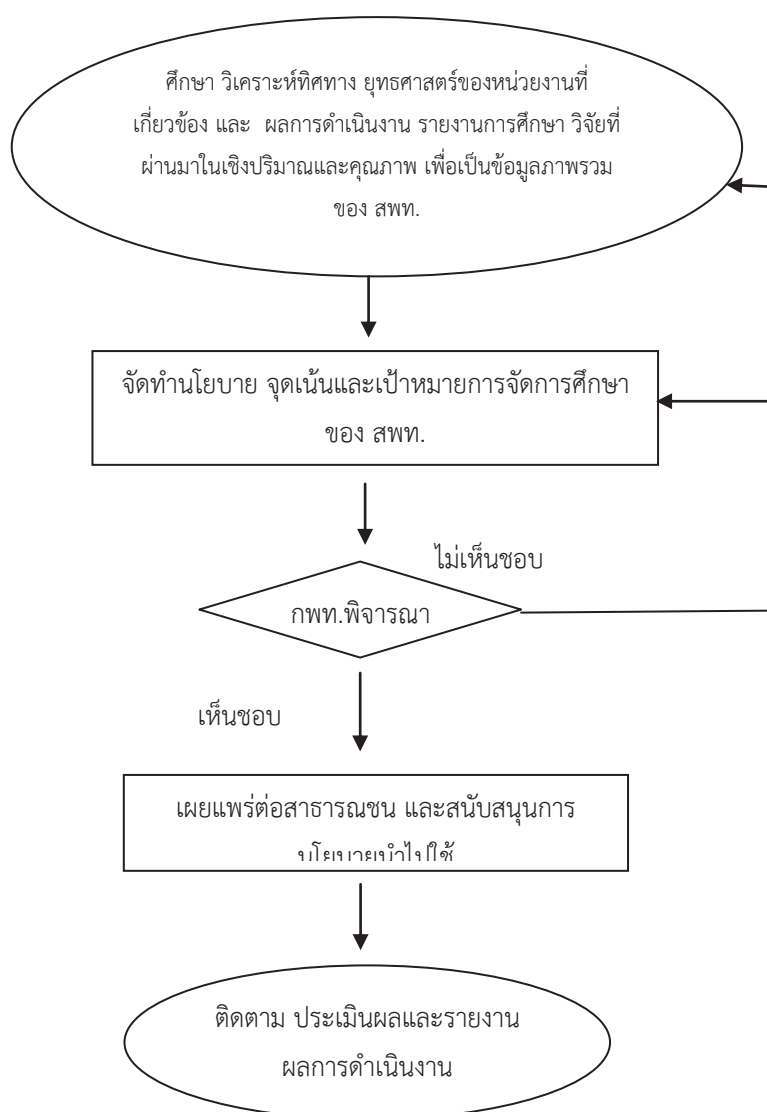 ศึกษา วิเคราะห์ทิศทาง ยุทธศาสตร์ของหน่วยงานที่
เกี่ยวข้อง และ ผลการดำเนินงาน รายงานการศึกษา วิจัยที่
ผ่านมาในเชิงปริมาณและคุณภาพ เพื่อเป็นข้อมูลภาพรวม
ของ สพท.
จัดทำนโยบาย จุดเน้นและเป้าหมายการจัดการศึกษา
ของ สพท.
ไม่เห็นชอบ
กพท.พิจารณา
เห็นชอบ
เผยแพร่ต่อสาธารณชน และสนับสนุนการ
นโยบายนำไปใช้
ติดตาม ประเมินผลและรายงาน
ผลการดำเนินงาน